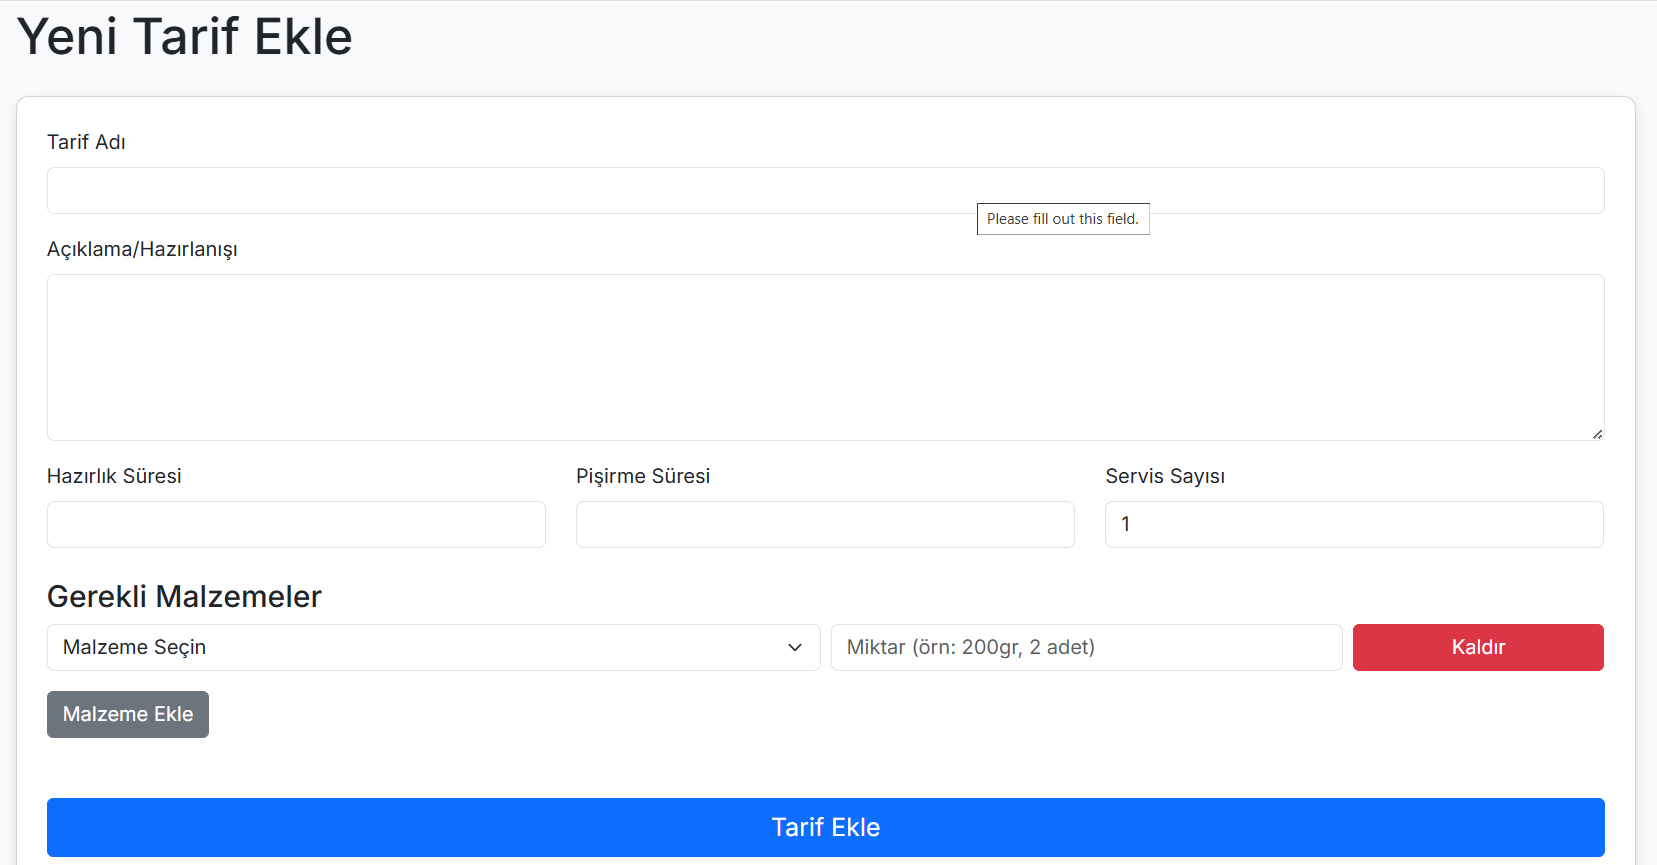 Yeni Tarif Ekle
Tarif Adı
Please fill out this field.
Açıklama/Hazırlanışı
Hazırlık Süresi
Pişirme Süresi
Servis Sayısı
1
Gerekli Malzemeler
Malzeme Seçin
Miktar (örn: 200gr, 2 adet)
Kaldır
Malzeme Ekle
Tarif Ekle